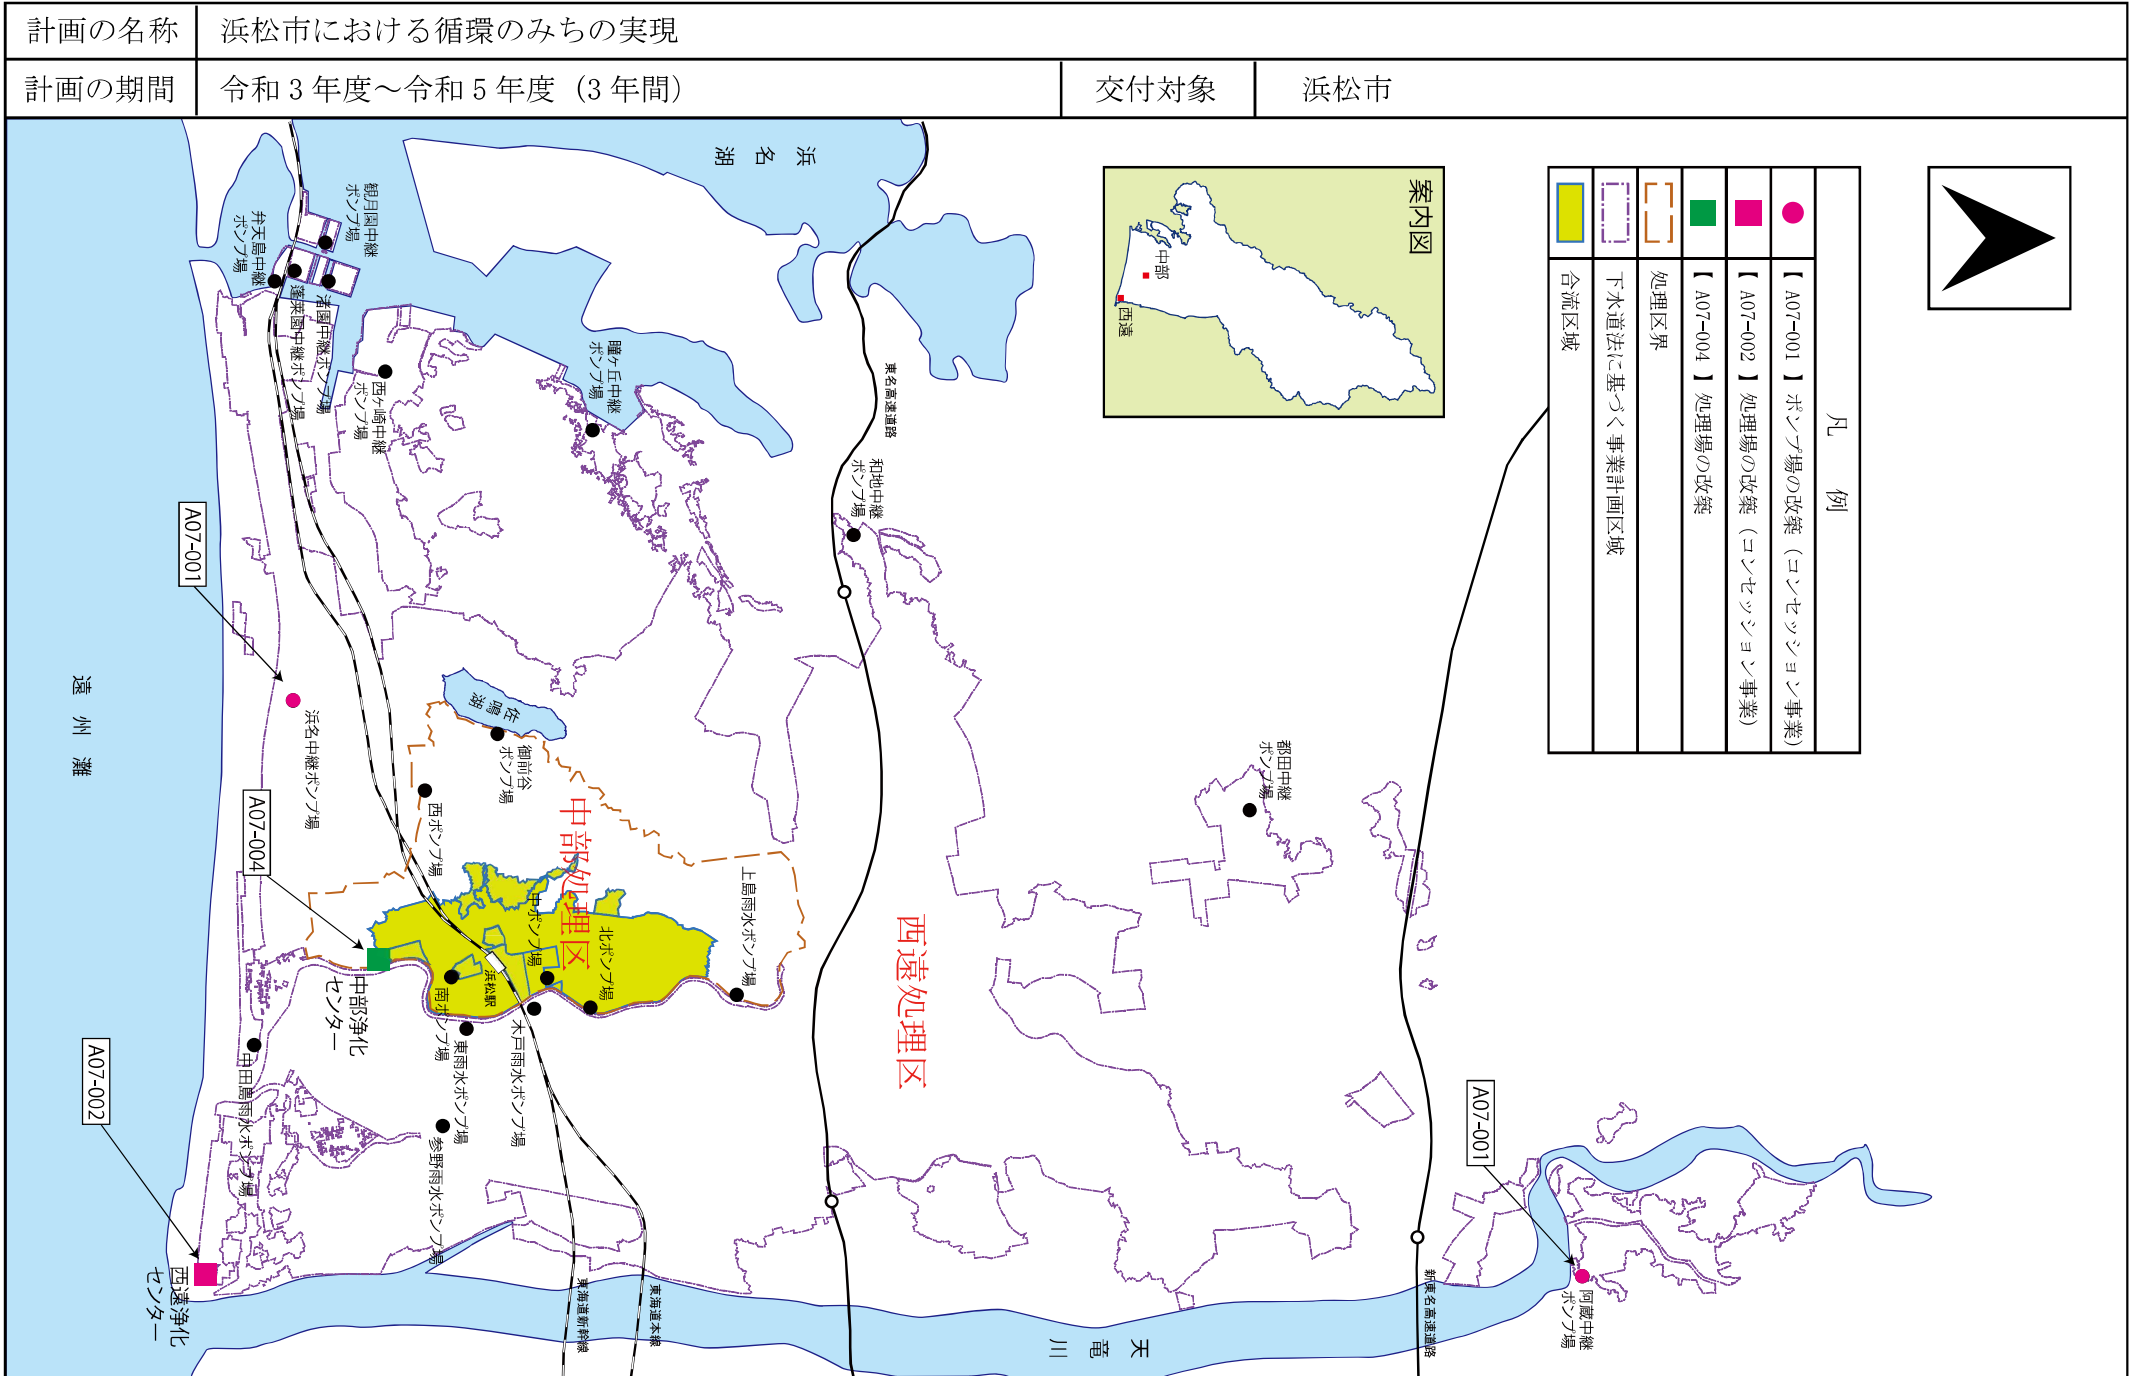 計画の名称
浜松市における循環のみちの実現
計画の期間
令和3年度～令和5年度（3年間）
交付対象
浜松市
凡 例
【 A07-001 】ポンプ場の改築（コンセッション事業）
【 A07-002 】処理場の改築（コンセッション事業）
【 A07-004 】処理場の改築
処理区界
下水道法に基づく事業計画区域
合流区域
案内図
中部
西遠
浜名湖
観月園中継
ポンプ場
弁天島中継
ポンプ場
渚園中継ポンプ場
蓬莱園中継ポンプ場
西ヶ崎中継
ポンプ場
瞳ヶ丘中継
ポンプ場
東名高速道路
和地中継
ポンプ場
A07-001
浜名中継ポンプ場
遠州灘
佐鳴湖
御前谷
ポンプ場
西ポンプ場
中部処理区
都田中継
ポンプ場
A07-004
上島雨水ポンプ場
中ポンプ場
北ポンプ場
浜松駅
南ポンプ場
西遠処理区
中部浄化
センター
木戸雨水ポンプ場
東雨水ポンプ場
中田島雨水ポンプ場
参野雨水ポンプ場
A07-002
西遠浄化
センター
A07-001
阿蔵中継
ポンプ場
東海道新幹線
東海道本線
新東名高速道路
天竜川